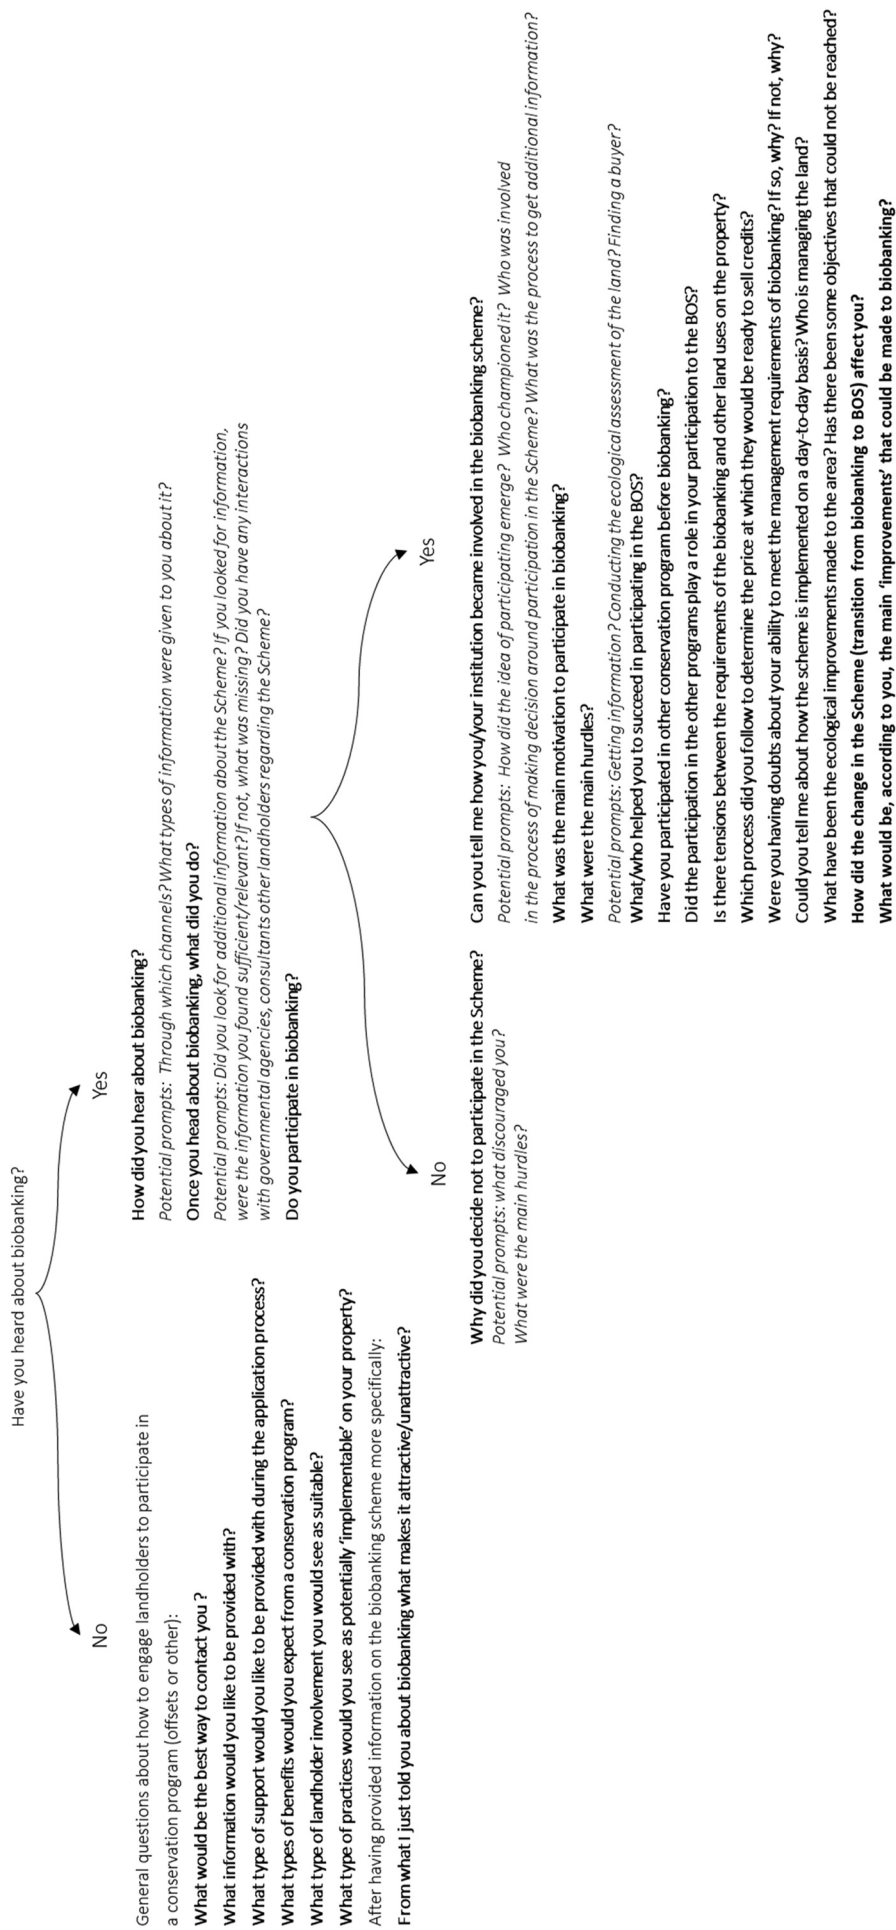 Have you heard about biobanking?
No
Yes
General questions about how to engage landholders to participate in
a conservation program (offsets or other):
What would be the best way to contact you ?
What information would you like to be provided with?
What type of support would you like to be provided with during the application process?
What types of benefits would you expect from a conservation program?
What type of landholder involvement you would see as suitable?
What type of practices would you see as potentially 'implementable' on your property?
After having provided information on the biobanking scheme more specifically:
From what I just told you about biobanking what makes it attractive/unattractive?
How did you hear about biobanking?
Potential prompts: Through which channels? What types of information were given to you about it?
Once you head about biobanking, what did you do?
Potential prompts: Did you look for additional information about the Scheme? If you looked for information,
were the information you found sufficient/relevant? If not, what was missing? Did you have any interactions
with governmental agencies, consultants other landholders regarding the Scheme?
Do you participate in biobanking?
No
Yes
Why did you decide not to participate in the Scheme?
Potential prompts: what discouraged you?
What were the main hurdles?
Can you tell me how you/your institution became involved in the biobanking scheme?
Potential prompts: How did the idea of participating emerge? Who championed it? Who was involved
in the process of making decision around participation in the Scheme? What was the process to get additional information?
What was the main motivation to participate in biobanking?
What were the main hurdles?
Potential prompts: Getting information? Conducting the ecological assessment of the land? Finding a buyer?
What/who helped you to succeed in participating in the BOS?
Have you participated in other conservation program before biobanking?
Did the participation in the other programs play a role in your participation to the BOS?
Is there tensions between the requirements of the biobanking and other land uses on the property?
Which process did you follow to determine the price at which they would be ready to sell credits?
Were you having doubts about your ability to meet the management requirements of biobanking? If so, why? If not, why?
Could you tell me about how the scheme is implemented on a day-to-day basis? Who is managing the land?
What have been the ecological improvements made to the area? Has there been some objectives that could not be reached?
How did the change in the Scheme (transition from biobanking to BOS) affect you?
What would be, according to you, the main 'improvements' that could be made to biobanking?